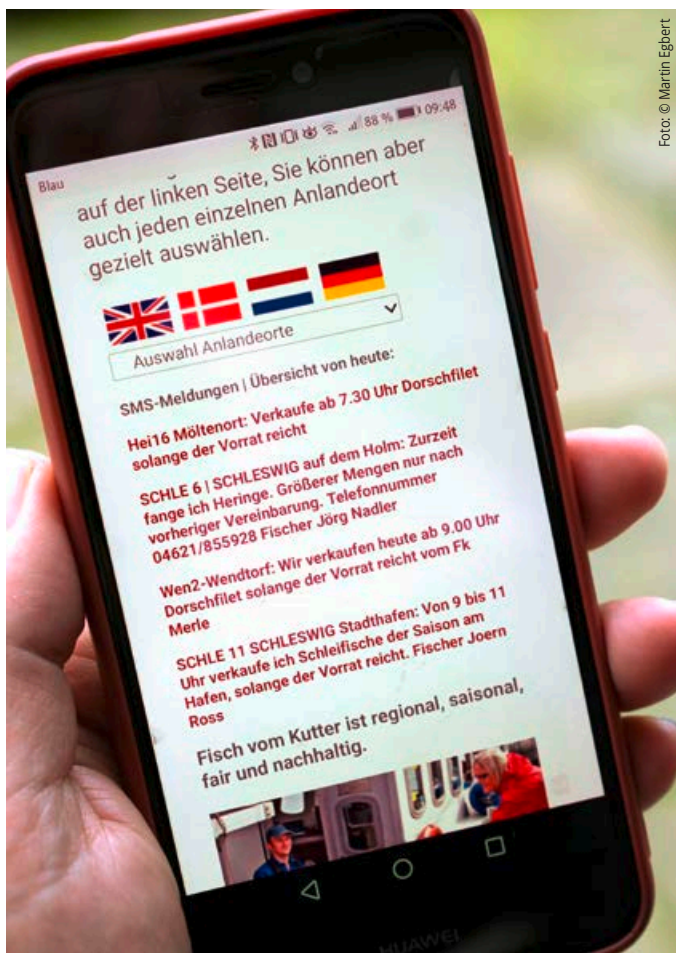 Foto: © Martin Egbert
Blau 88 % 09:48
auf der linken Seite, Sie können aber
auch jeden einzelnen Anlandeort
gezielt auswählen.
Auswahl Anlandeorte
SMS-Meldungen | Übersicht von heute:
Hei16 Möltenort: Verkaufe ab 7.30 Uhr Dorschfilet
solange der Vorrat reicht
SCHLE 6 | SCHLESWIG auf dem Holm: Zurzeit
fange ich Heringe. Größerer Mengen nur nach
vorheriger Vereinbarung. Telefonnummer
04621/855928 Fischer Jörg Nadler
Wen2-Wendtorf: Wir verkaufen heute ab 9.00 Uhr
Dorschfilet solange der Vorrat reicht vom Fk
Merle
SCHLE 11 SCHLESWIG Stadthafen: Von 9 bis 11
Uhr verkaufe ich Schleifische der Saison am
Hafen, solange der Vorrat reicht. Fischer Joern
Ross
Fisch vom Kutter ist regional, saisonal,
fair und nachhaltig.
HUAWEI